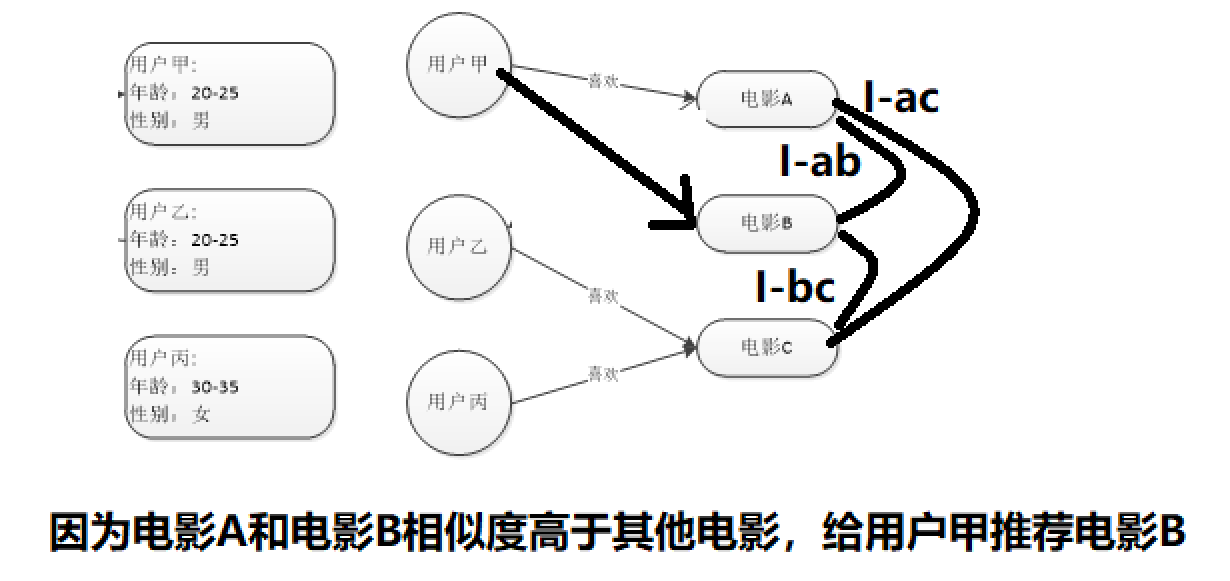 用户甲:
年龄：20-25
性别：男
用户乙:
年龄：20-25
性别：男
用户丙:
年龄：30-35
性别：女
用户甲
用户乙
用户丙
喜欢
喜欢
喜欢
电影A
电影B
电影C
I-ac
I-ab
I-bc
因为电影A和电影B相似度高于其他电影，给用户甲推荐电影B